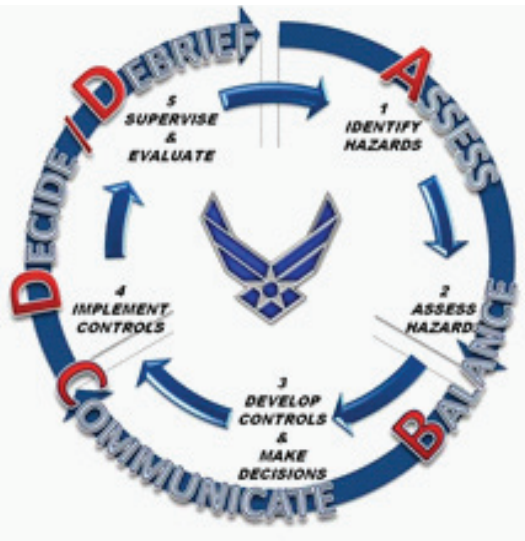 ASSESS
BALANCE
COMMUNICATE
DECIDE / DEBRIEF
1
IDENTIFY
HAZARDS
2
ASSESS
HAZARDS
3
DEVELOP
CONTROLS
&
MAKE
DECISIONS
4
IMPLEMENT
CONTROLS
5
SUPERVISE
&
EVALUATE